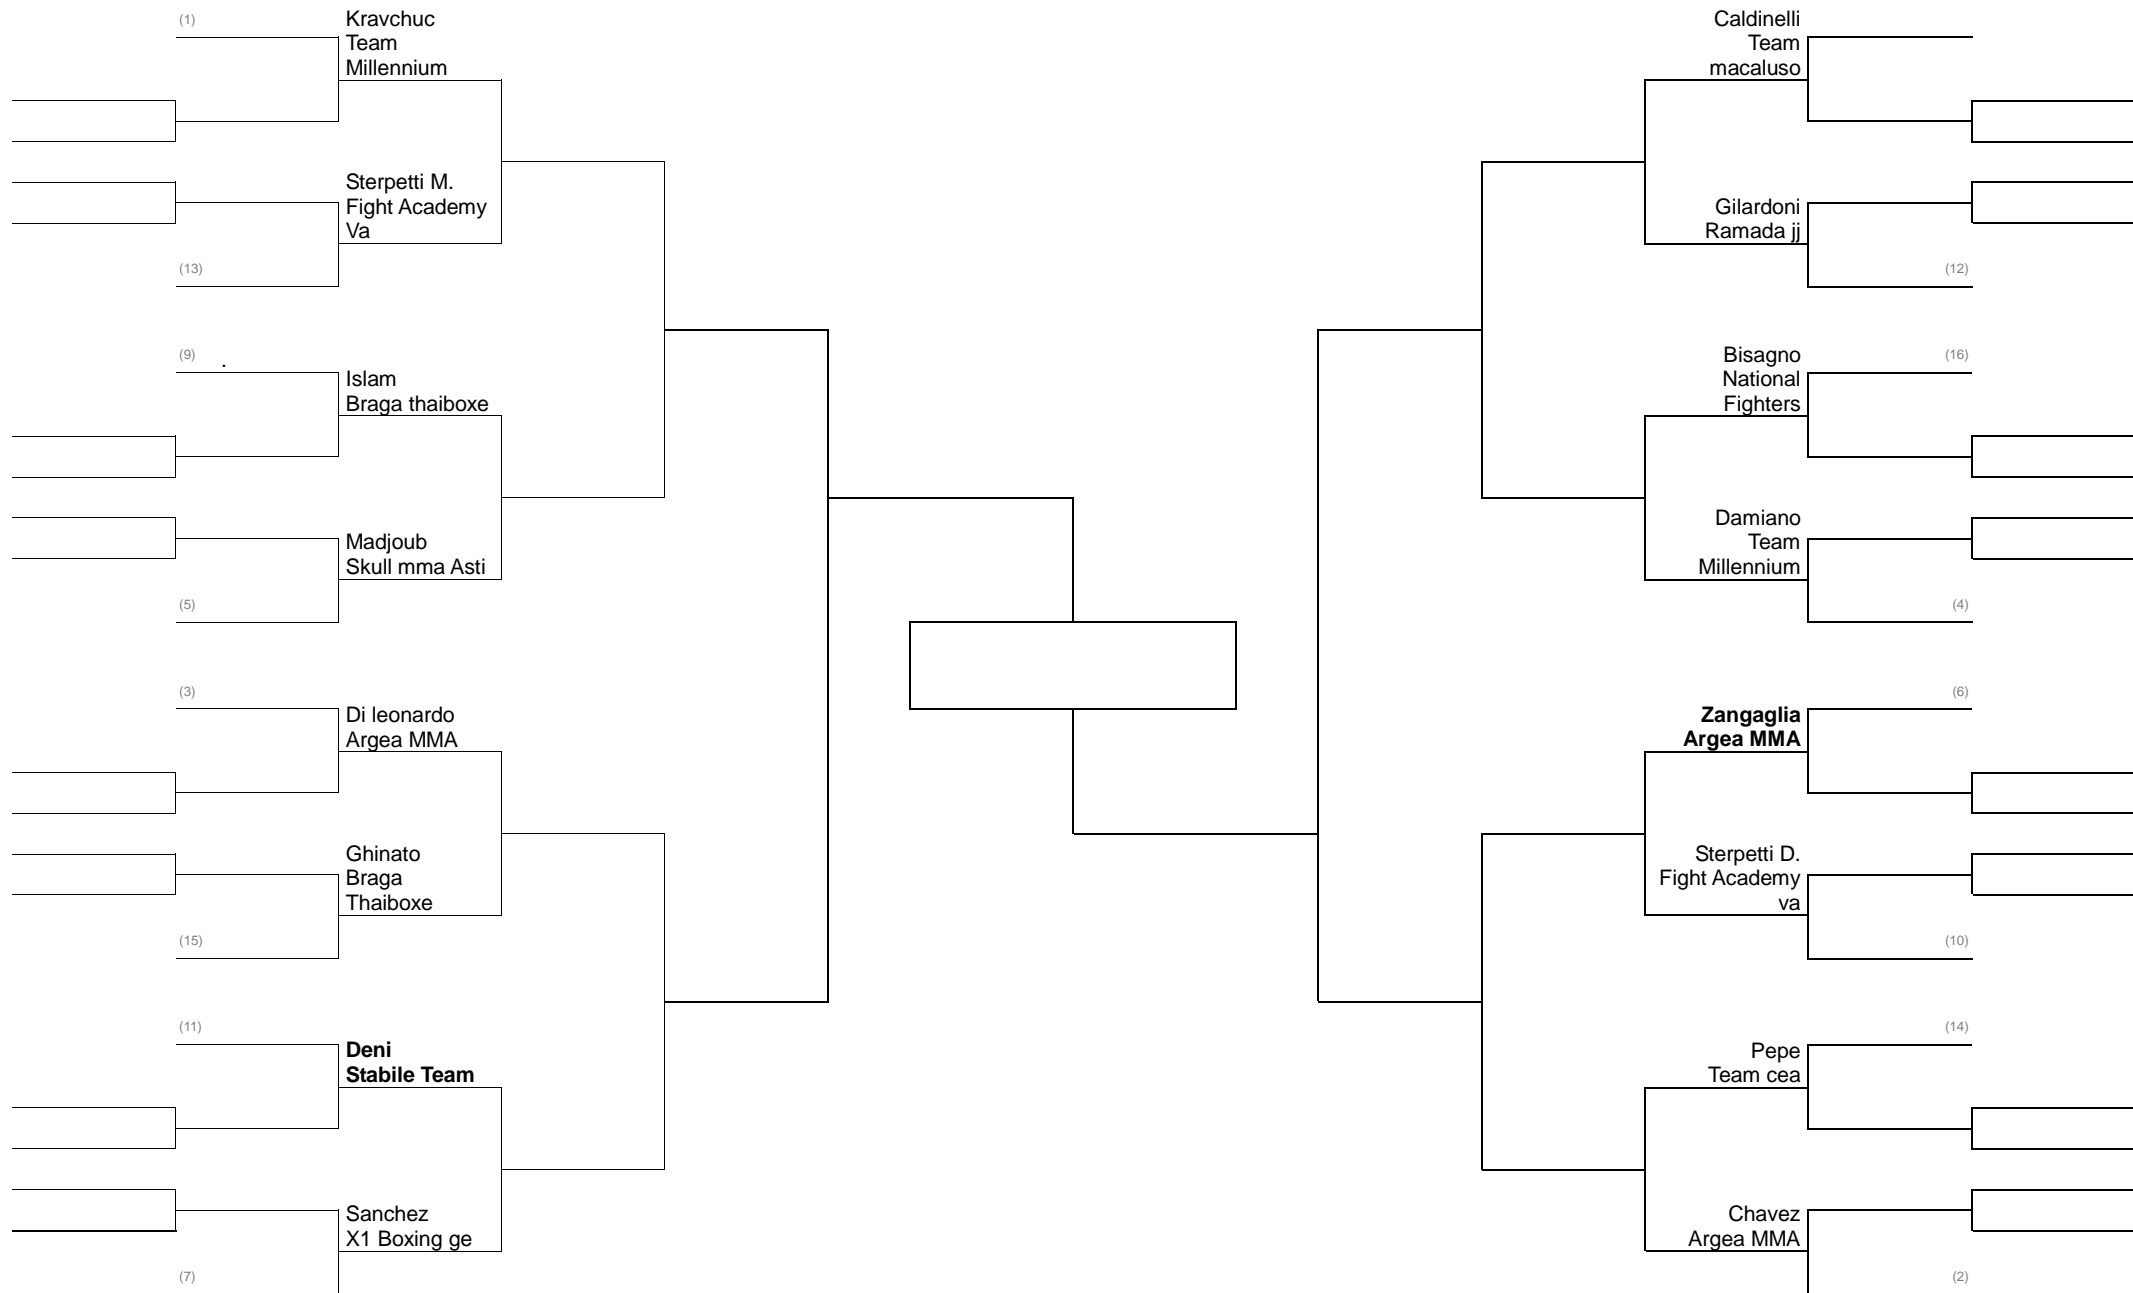 (1)
Kravchuc
Team
Millennium
Sterpetti M.
Fight Academy
Va
(13)
(9)
.
Islam
Braga thaiboxe
Madjoub
Skull mma Asti
(5)
(3)
Di leonardo
Argea MMA
Ghinato
Braga
Thaiboxe
(15)
(11)
Deni
Stabile Team
Sanchez
X1 Boxing ge
(7)
Caldinelli
Team
macaluso
Gilardoni
Ramada jj
(12)
Bisagno
(16)
National
Fighters
Damiano
Team
Millennium
(4)
(6)
Zangaglia
Argea MMA
Sterpetti D.
Fight Academy
va
(10)
(14)
Pepe
Team cea
Chavez
Argea MMA
(2)